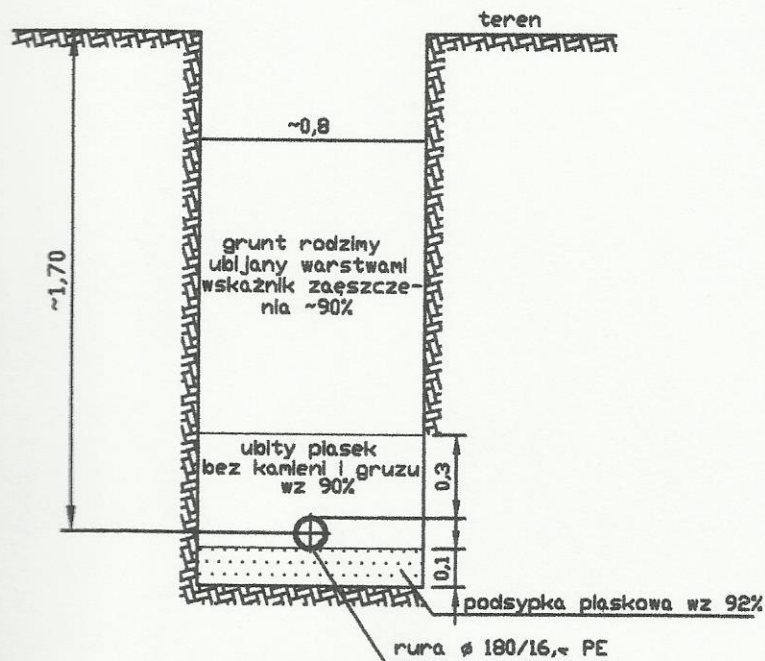 teren
~0,8
grunt rodzimy
ubijany warstwami
wskaźnik zaęszcze-
nia ~90%
~1,70
ubity piasek
bez kamieni i gruzu
wz 90%
0,3
0,1
podsypka piaskowa wz 92%
rura ø 180/16, PE